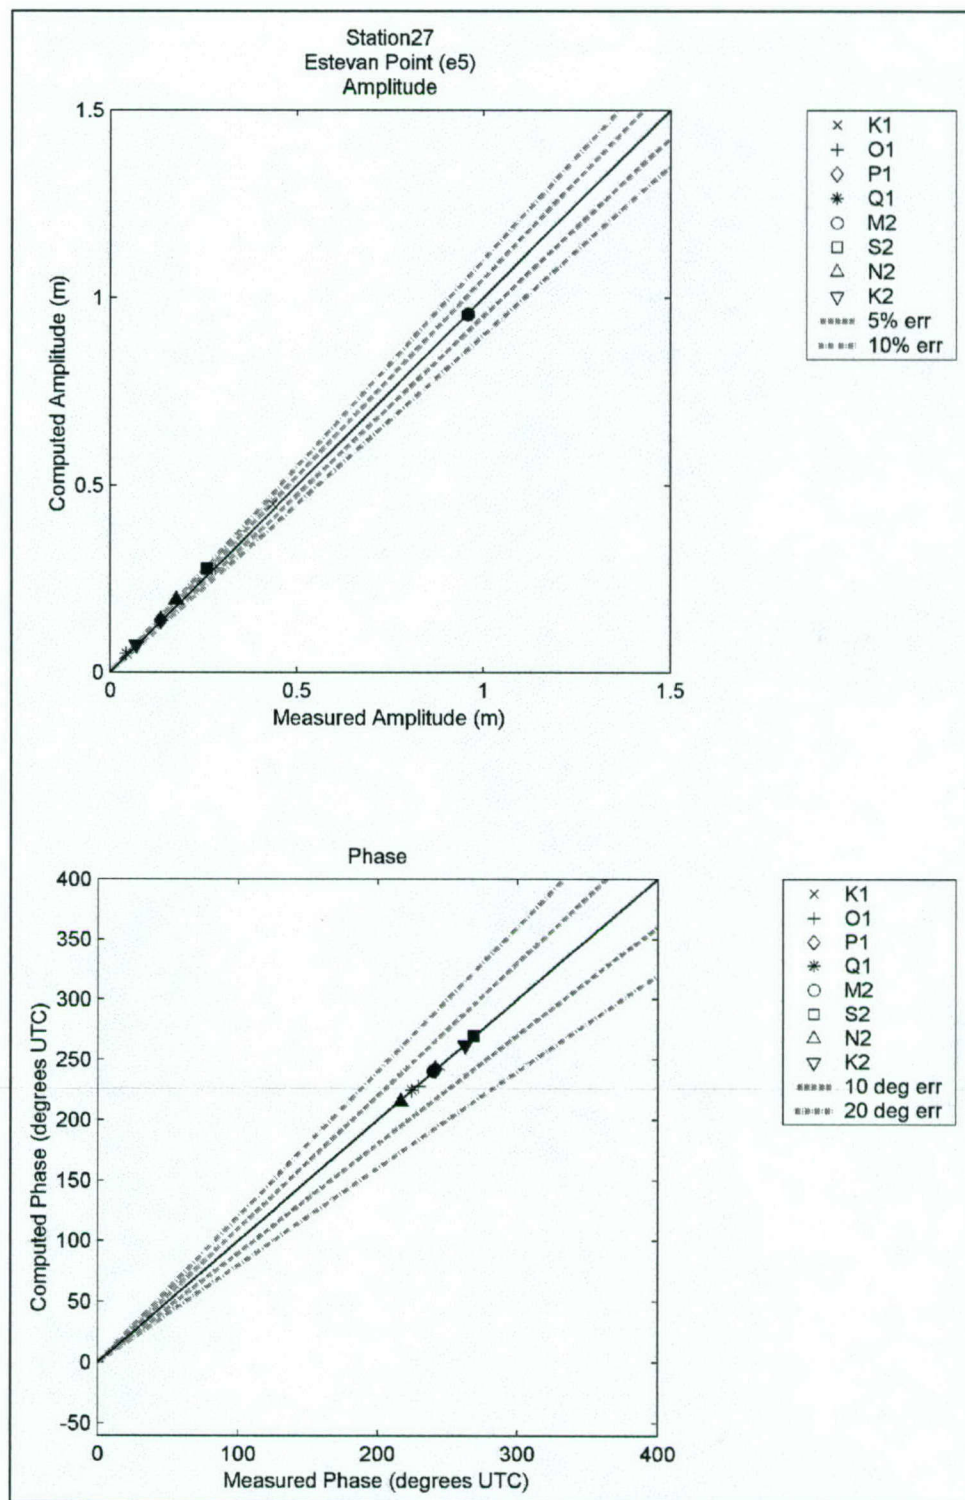 Station27
Estevan Point (e5)
Amplitude
1.5
1
0.5
0
Computed Amplitude (m)
0
0.5
1
1.5
Measured Amplitude (m)
K1
O1
P1
Q1
M2
S2
N2
K2
5% err
10% err
Phase
400
350
300
250
200
150
100
50
0
-50
Computed Phase (degrees UTC)
0
100
200
300
400
Measured Phase (degrees UTC)
K1
O1
P1
Q1
M2
S2
N2
K2
10 deg err
20 deg err